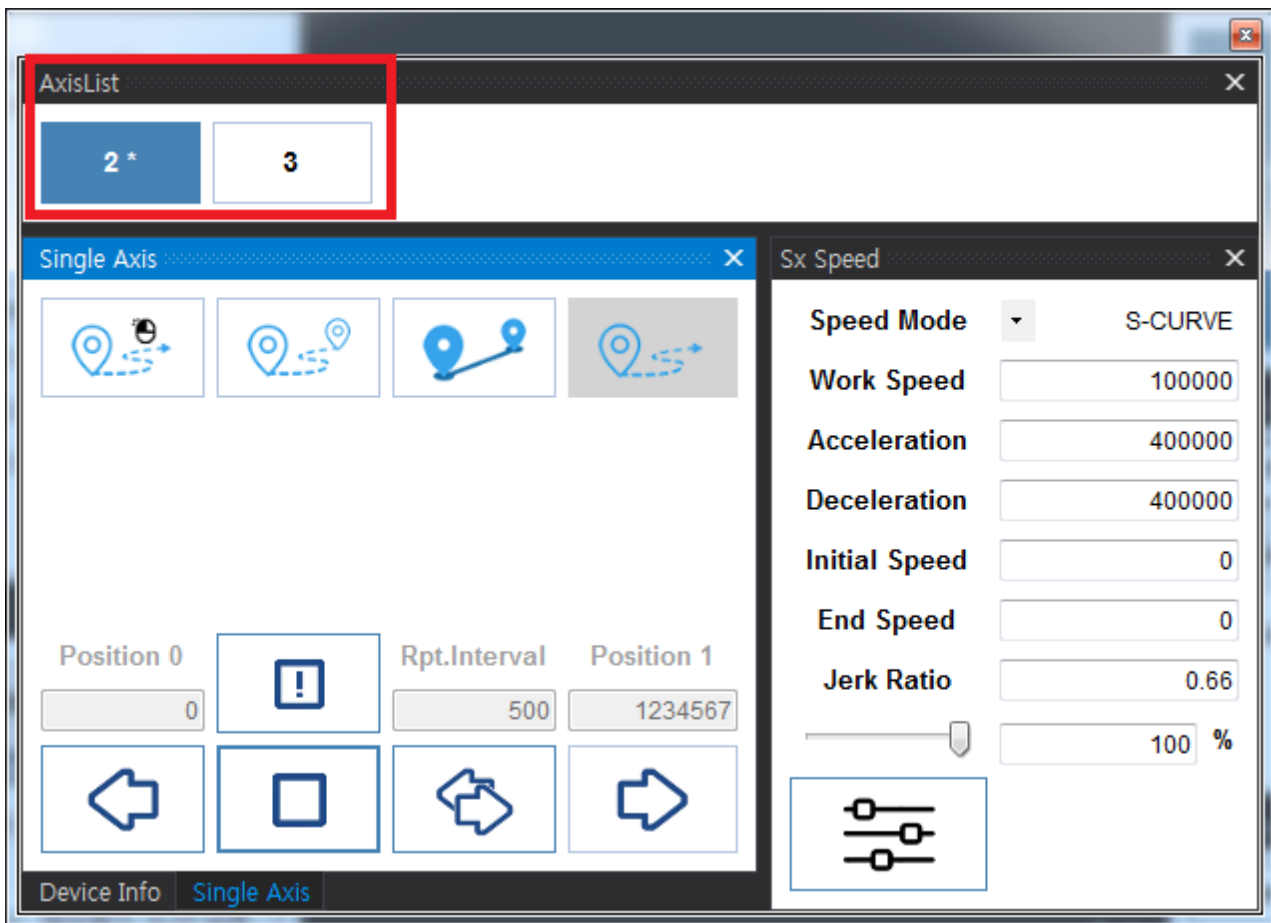 AxisList
2 *
3
Single Axis
Position 0
Rpt.Interval
Position 1
0
500
1234567
Device Info
Single Axis
Sx Speed
Speed Mode S-CURVE
Work Speed 100000
Acceleration 400000
Deceleration 400000
Initial Speed 0
End Speed 0
Jerk Ratio 0.66
100 %